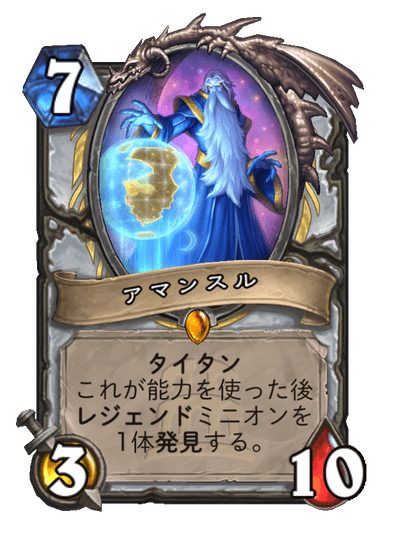 7
アマンスル
タイタン
これが能力を使った後
レジェンドミニオンを
1体発見する。
3
10